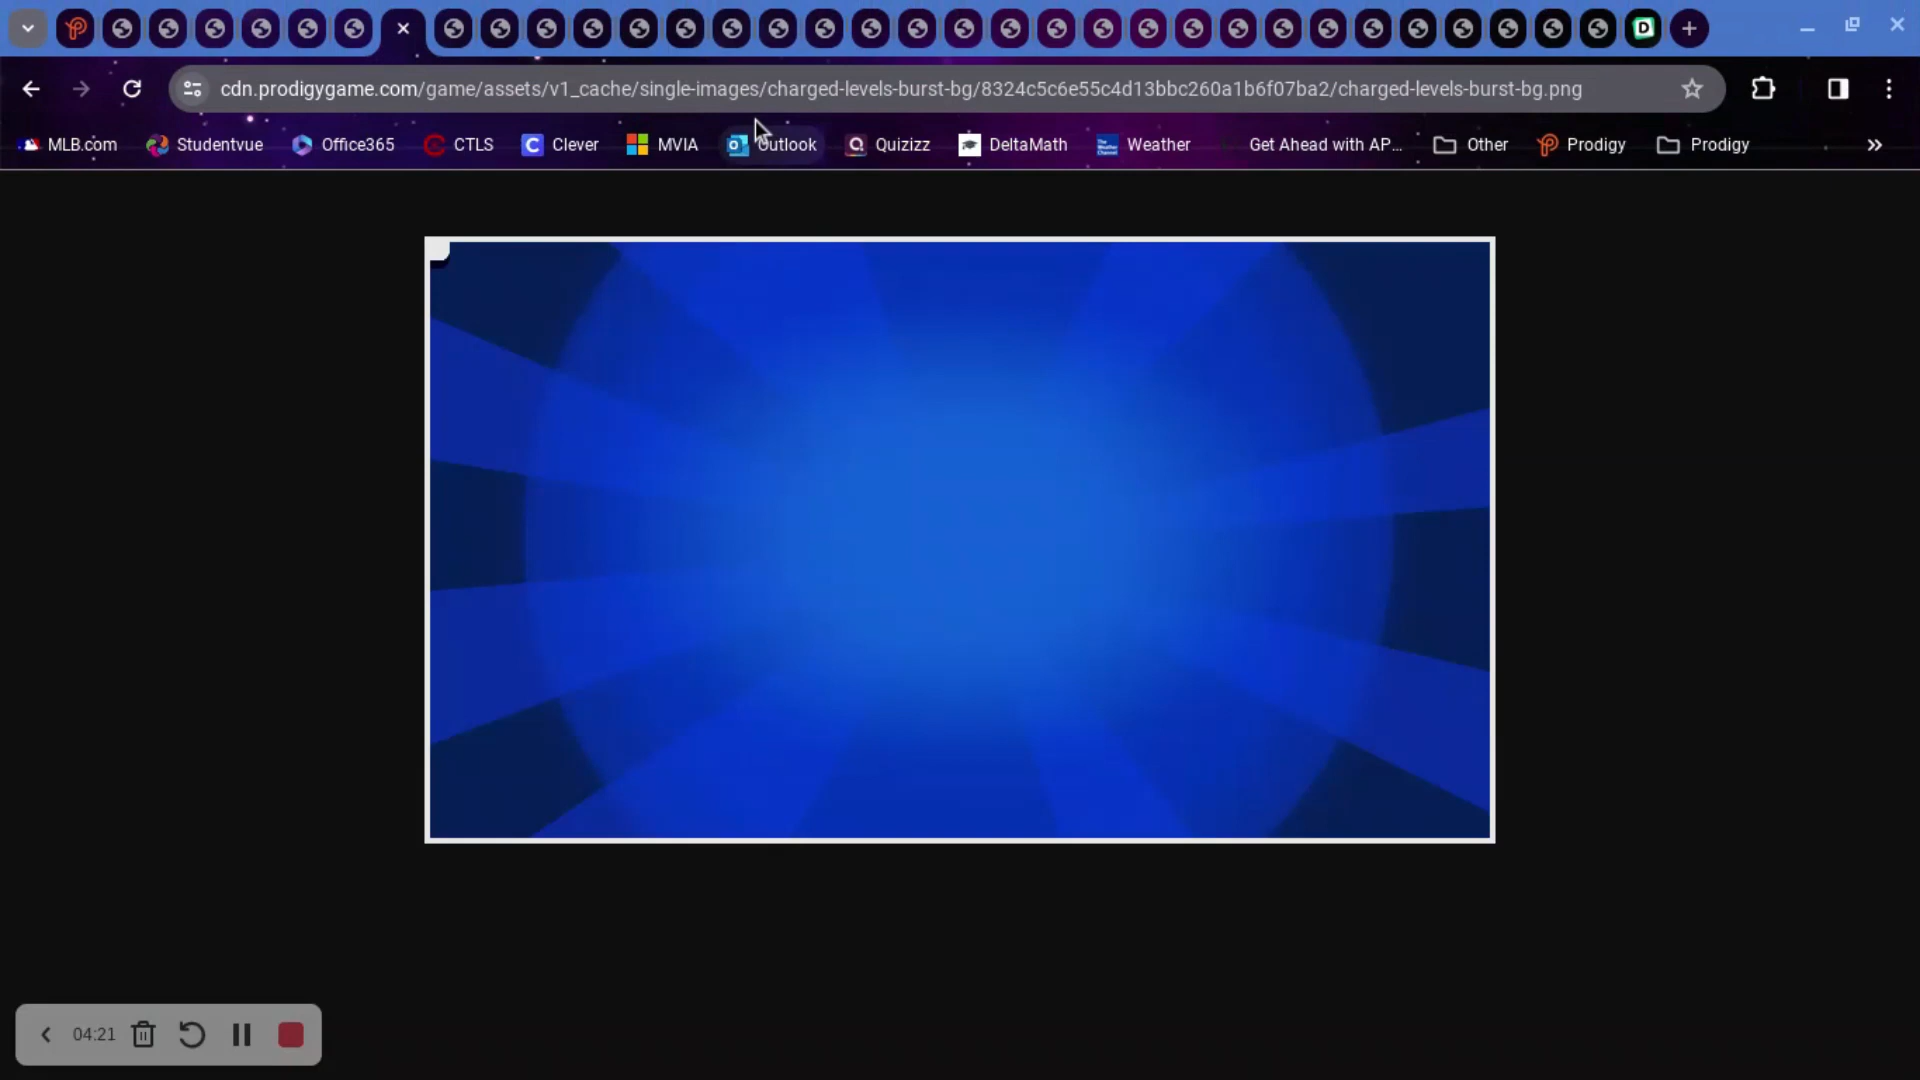 cdn.prodigygame.com/game/assets/v1_cache/single-images/charged-levels-burst-bg/8324c5c6e55c4d13bbc260a1b6f07ba2/charged-levels-burst-bg.png
MLB.com Studentvue Office365 CTLS Clever MVIA Outlook Quizizz DeltaMath Weather Get Ahead with AP... Other Prodigy Prodigy
04:21